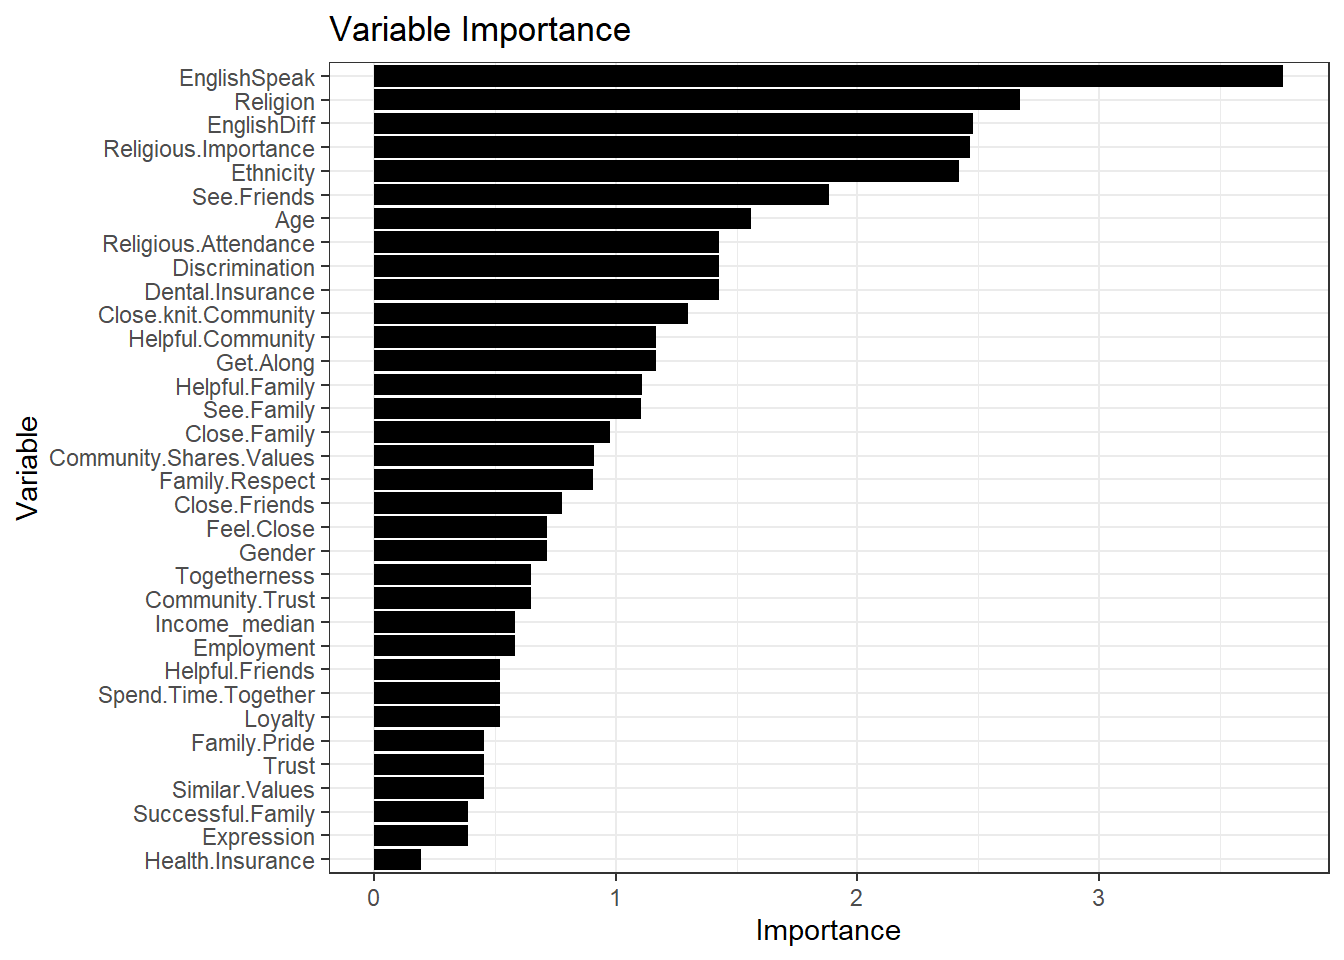 Variable Importance
EnglishSpeak
Religion
EnglishDiff
Religious.Importance
Ethnicity
See.Friends
Age
Religious.Attendance
Discrimination
Dental.Insurance
Close.knit.Community
Helpful.Community
Get.Along
Helpful.Family
See.Family
Close.Family
Community.Shares.Values
Family.Respect
Close.Friends
Feel.Close
Gender
Togetherness
Community.Trust
Income_median
Employment
Helpful.Friends
Spend.Time.Together
Loyalty
Family.Pride
Trust
Similar.Values
Successful.Family
Expression
Health.Insurance
Variable
0 1 2 3
Importance